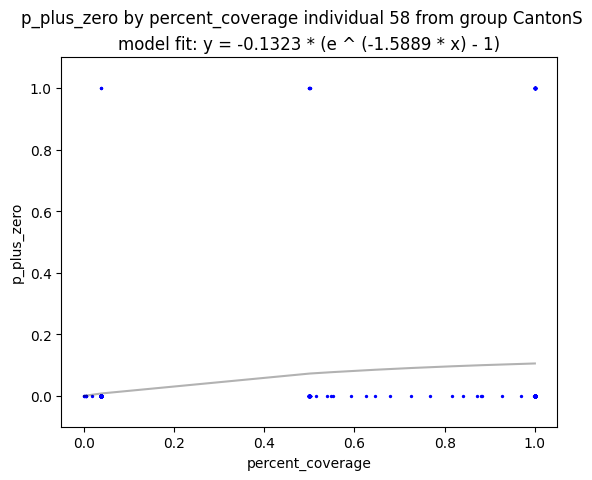 p_plus_zero by percent_coverage individual 58 from group CantonS
model fit: y = -0.1323 * (e ^ (-1.5889 * x) - 1)
1.0
0.8
0.6
0.4
0.2
0.0
p_plus_zero
0.0 0.2 0.4 0.6 0.8 1.0
percent_coverage